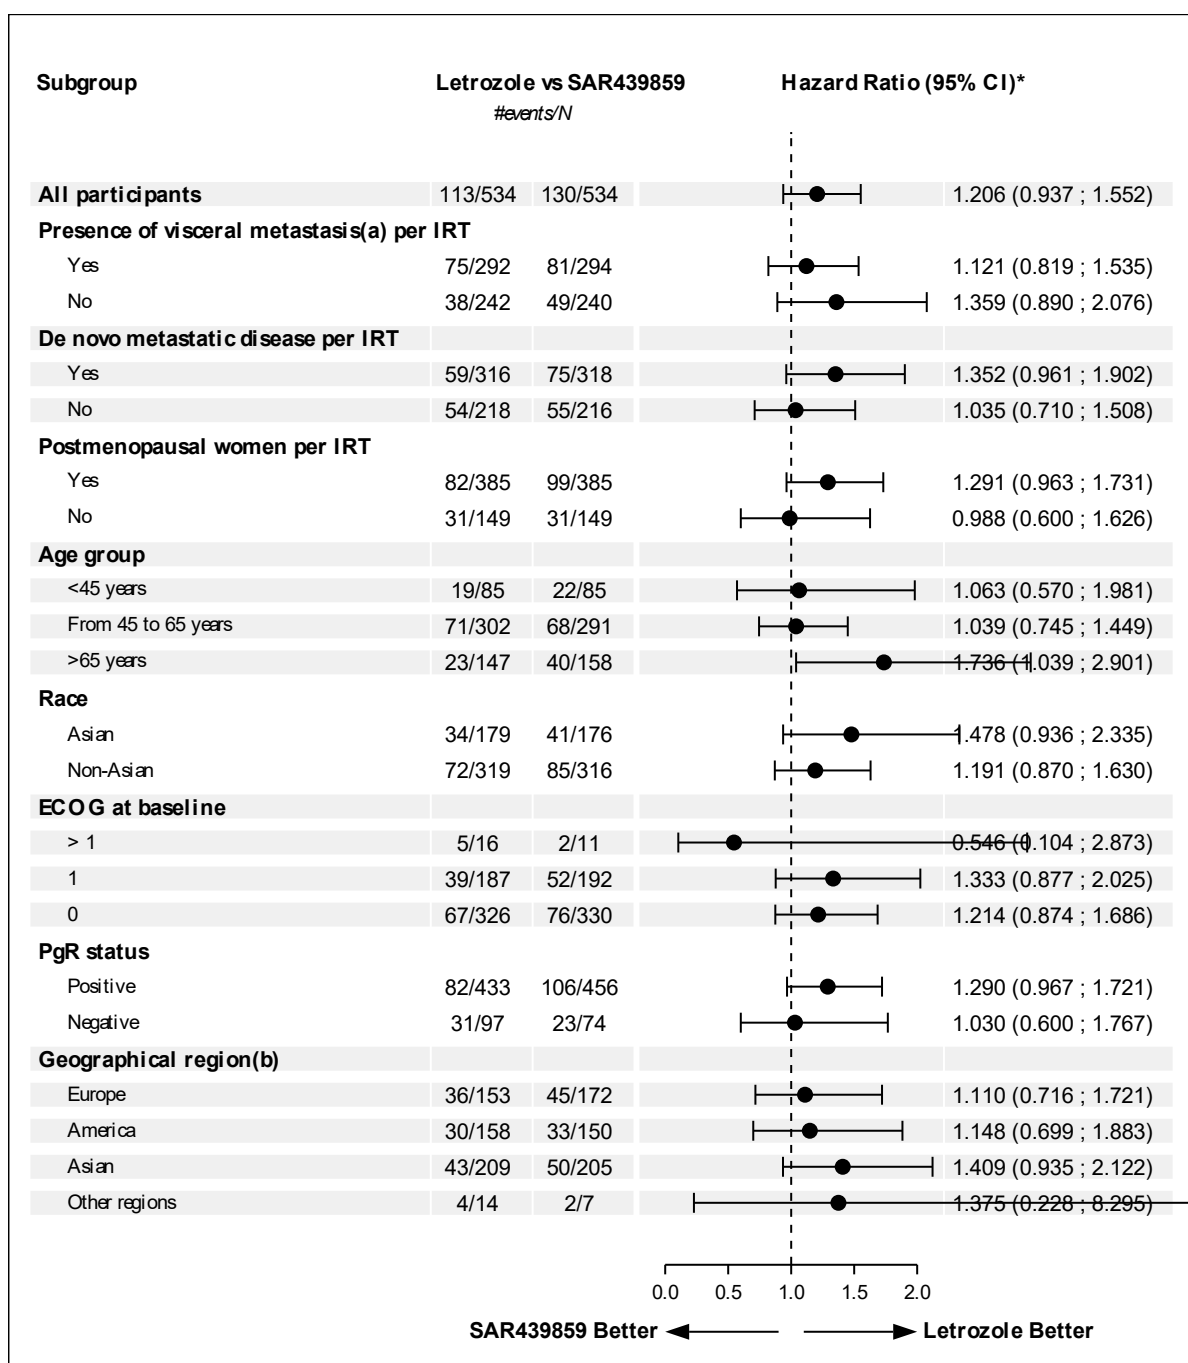 Subgroup Letrozole vs SAR439859 Hazard Ratio (95% CI)*
#events/N
All participants 113/534 130/534 1.206 (0.937 ; 1.552)
Presence of visceral metastasis(a) per IRT
Yes 75/292 81/294 1.121 (0.819 ; 1.535)
No 38/242 49/240 1.359 (0.890 ; 2.076)
De novo metastatic disease per IRT
Yes 59/316 75/318 1.352 (0.961 ; 1.902)
No 54/218 55/216 1.035 (0.710 ; 1.508)
Postmenopausal women per IRT
Yes 82/385 99/385 1.291 (0.963 ; 1.731)
No 31/149 31/149 0.988 (0.600 ; 1.626)
Age group
<45 years 19/85 22/85 1.063 (0.570 ; 1.981)
From 45 to 65 years 71/302 68/291 1.039 (0.745 ; 1.449)
>65 years 23/147 40/158 1.736 (1.039 ; 2.901)
Race
Asian 34/179 41/176 1.478 (0.936 ; 2.335)
Non-Asian 72/319 85/316 1.191 (0.870 ; 1.630)
ECOG at baseline
> 1 5/16 2/11 0.546 (0.104 ; 2.873)
1 39/187 52/192 1.333 (0.877 ; 2.025)
0 67/326 76/330 1.214 (0.874 ; 1.686)
PgR status
Positive 82/433 106/456 1.290 (0.967 ; 1.721)
Negative 31/97 23/74 1.030 (0.600 ; 1.767)
Geographical region(b)
Europe 36/153 45/172 1.110 (0.716 ; 1.721)
America 30/158 33/150 1.148 (0.699 ; 1.883)
Asian 43/209 50/205 1.409 (0.935 ; 2.122)
Other regions 4/14 2/7 1.375 (0.228 ; 8.295)
0.0 0.5 1.0 1.5 2.0
SAR439859 Better Letrozole Better